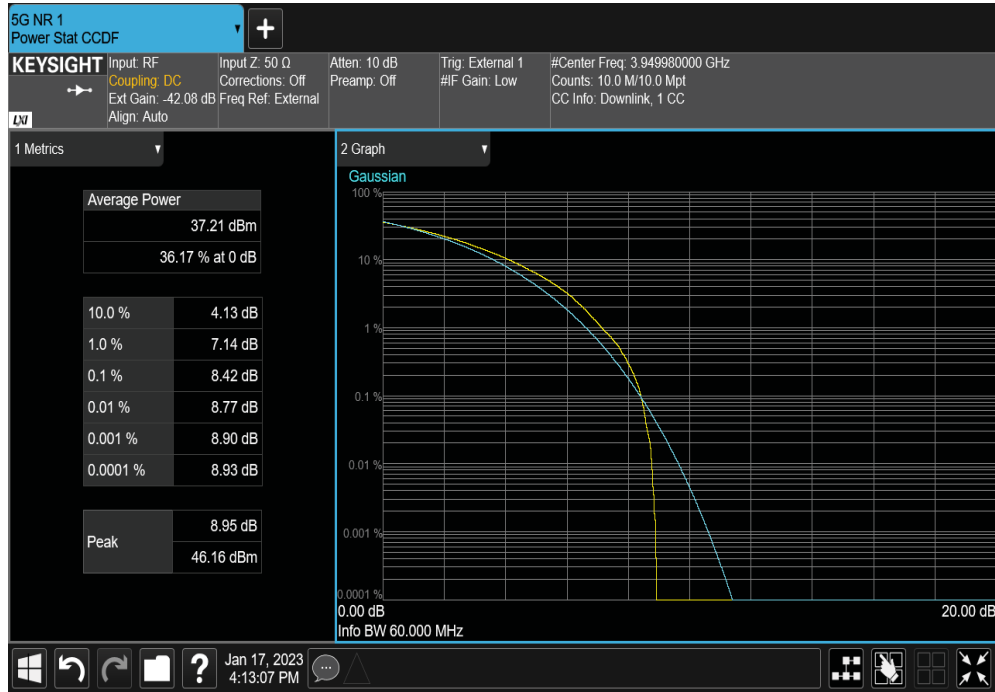 5G NR 1
Power Stat CCDF
KEYSIGHT
LXI
Input: RF
Coupling: DC
Ext Gain: -42.08 dB
Align: Auto
Input Z: 50 Ω
Corrections: Off
Freq Ref: External
Atten: 10 dB
Preamp: Off
Trig: External 1
#IF Gain: Low
#Center Freq: 3.949980000 GHz
Counts: 10.0 M/10.0 Mpt
CC Info: Downlink, 1 CC
1 Metrics
Average Power
37.21 dBm
36.17 % at 0 dB
10.0 % 4.13 dB
1.0 % 7.14 dB
0.1 % 8.42 dB
0.01 % 8.77 dB
0.001 % 8.90 dB
0.0001 % 8.93 dB
Peak
8.95 dB
46.16 dBm
2 Graph
Gaussian
100 %
10 %
1 %
0.1 %
0.01 %
0.001 %
0.0001 %
0.00 dB 20.00 dB
Info BW 60.000 MHz
?
Jan 17, 2023
4:13:07 PM